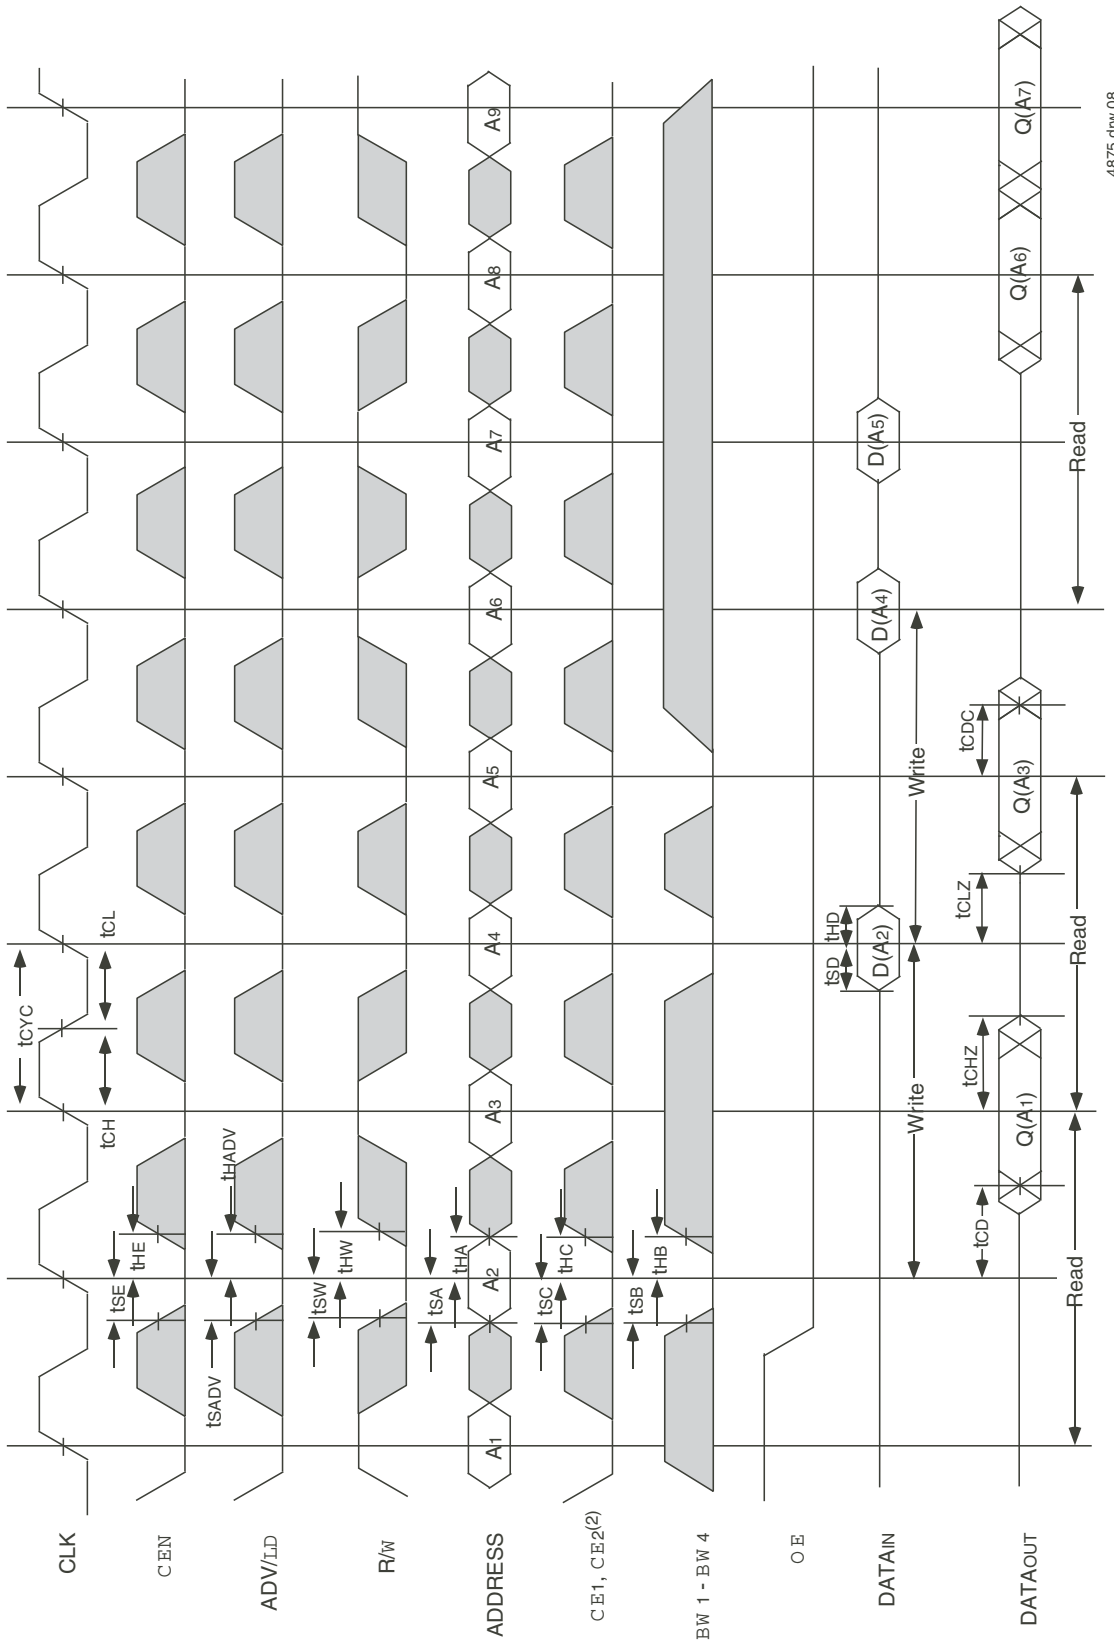 CLK
tCYC
tCH
tCL
CEN
tSE
tHE
ADV/LD
tSADV
tHADV
R/W
tSW
tHW
ADDRESS
A1
A2
A3
A4
A5
A6
A7
A8
A9
tSA
tHA
CE1, CE2(2)
tSC
tHC
BW1 - BW4
tSB
tHB
OE
DATAIN
D(A2)
D(A4)
D(A5)
tSD
tHD
Write
Write
DATAOUT
tCD
Q(A1)
tCHZ
tCLZ
Q(A3)
tCDC
Q(A6)
Q(A7)
Read
Read
Read
4875 drw 08